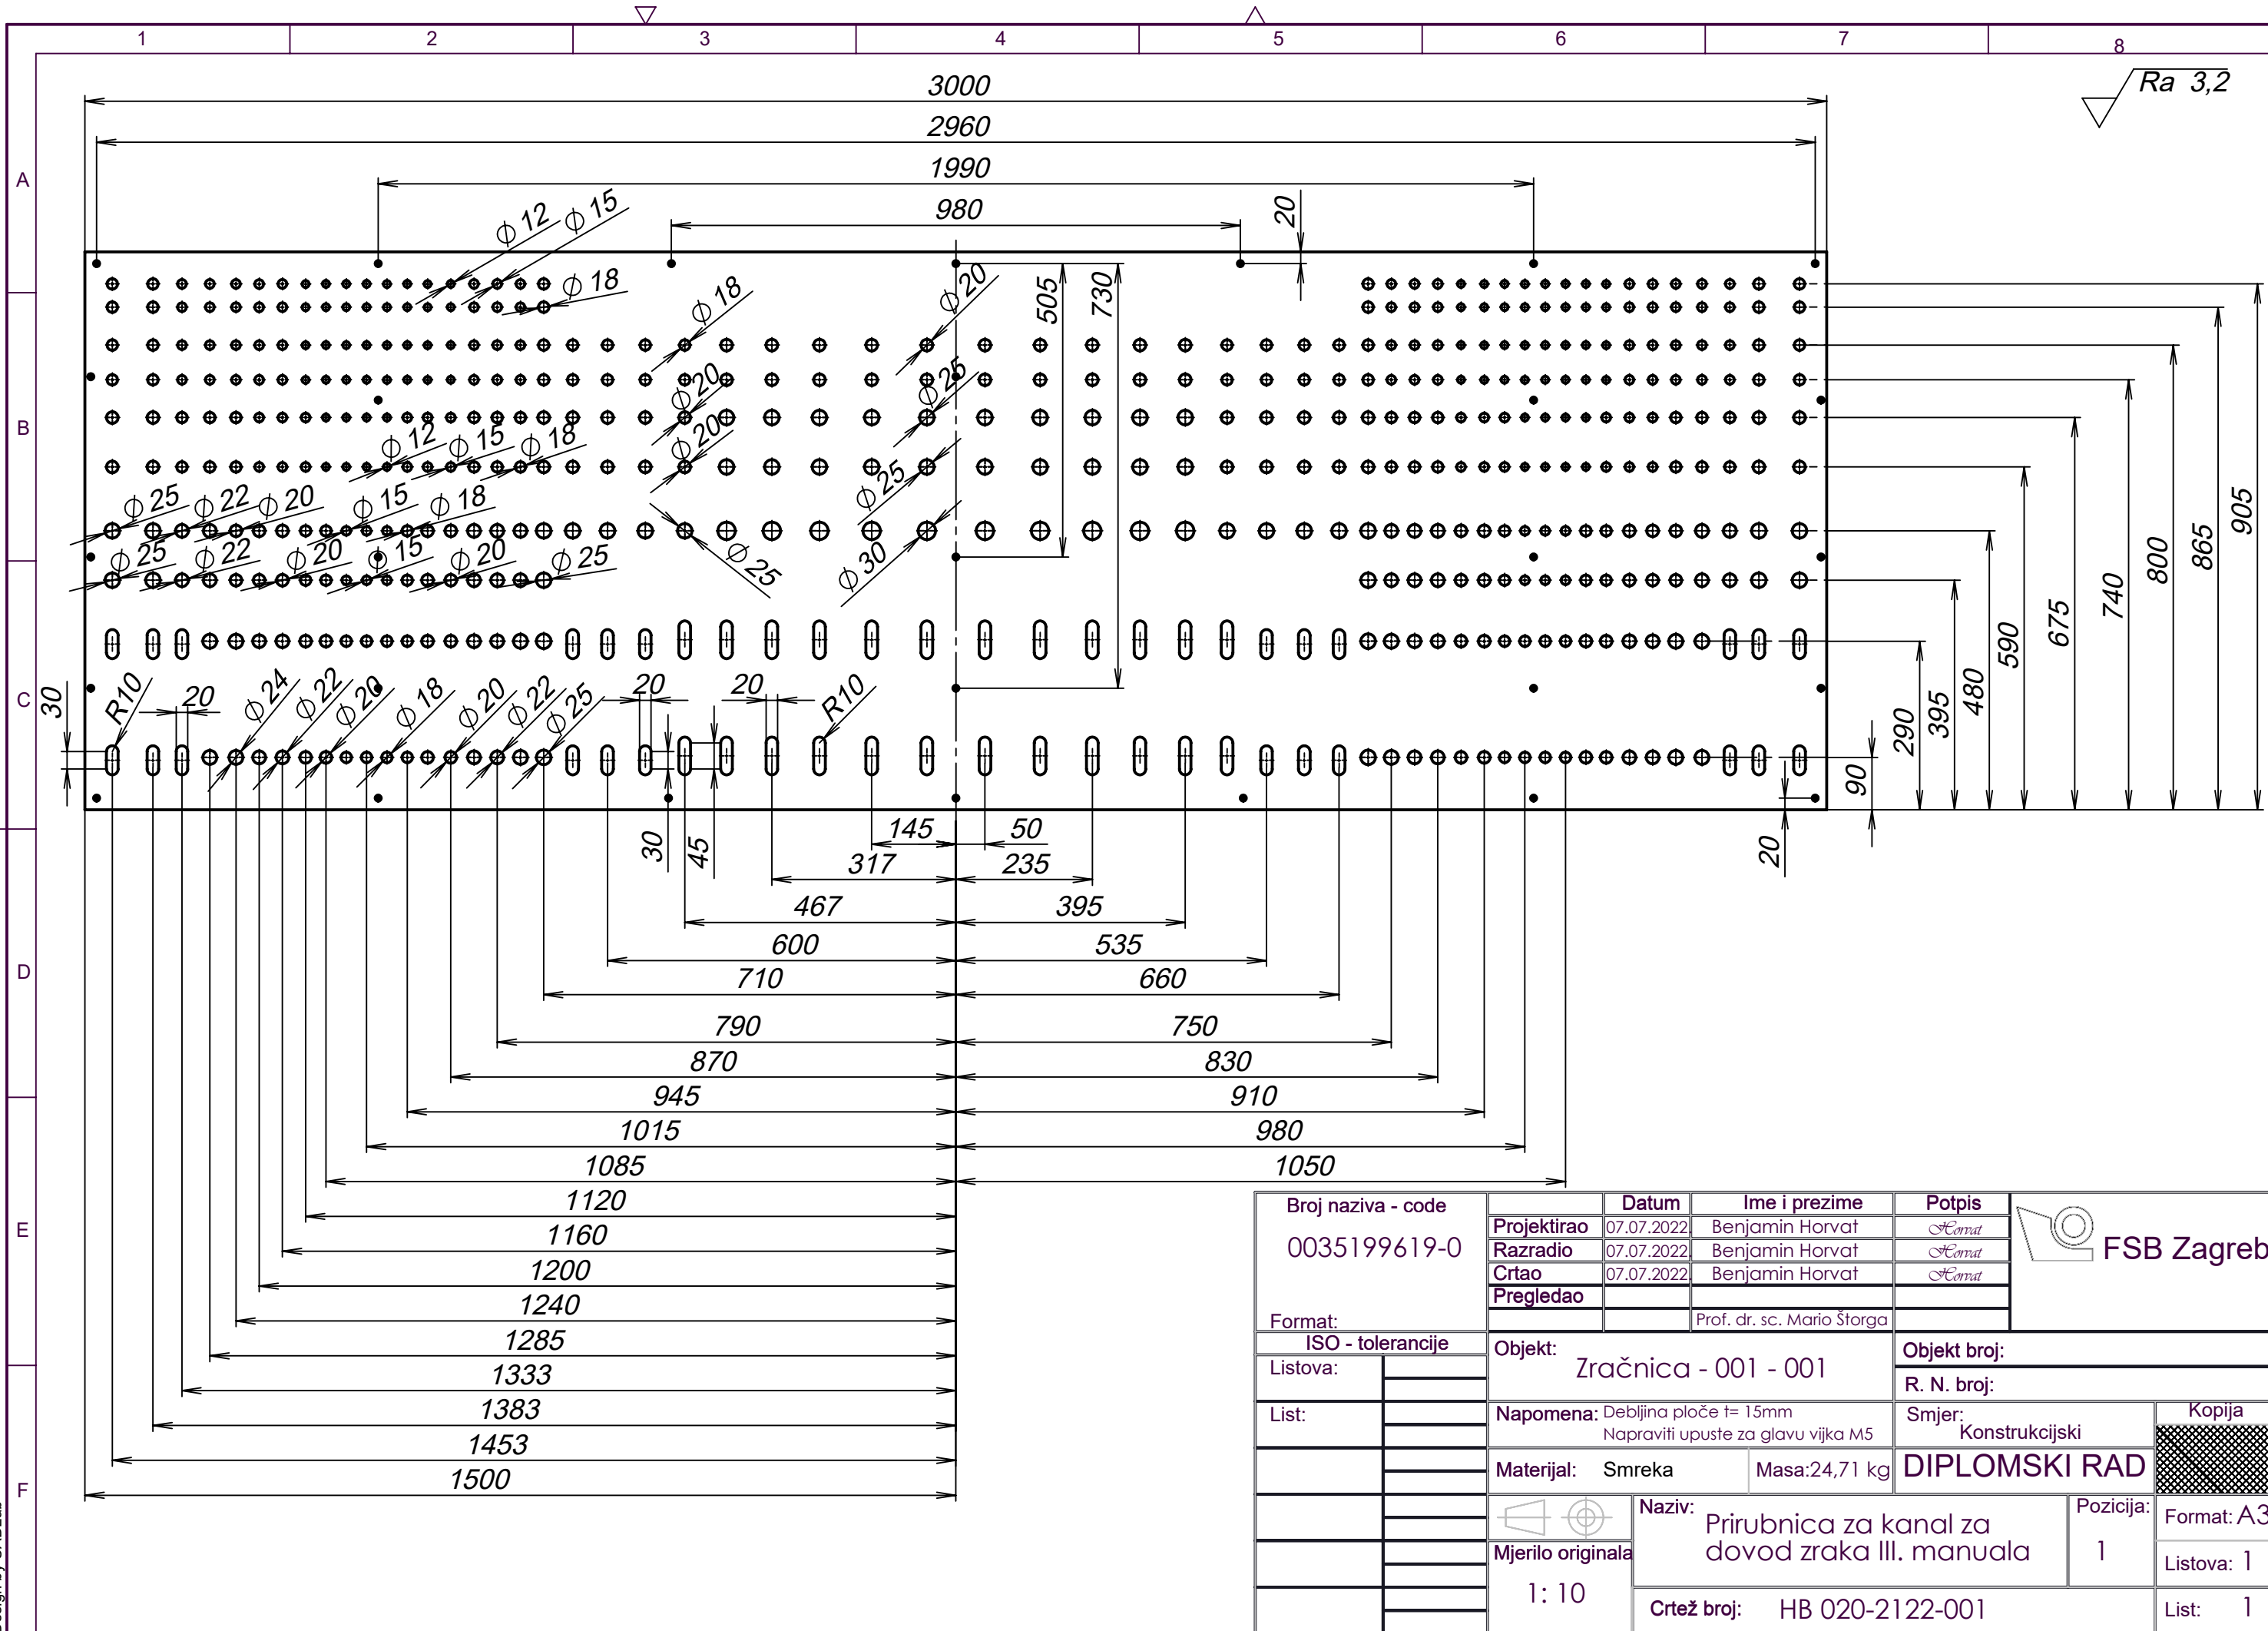 1 2 3 4 5 6 7 8
Ra 3,2
3000
2960
1990
980
20
A
B
C
D
E
F
ϕ 12 ϕ 15
ϕ 18
ϕ 18
ϕ 20
505
730
ϕ 20
ϕ 25
ϕ 12 ϕ 15 ϕ 18
ϕ 20
ϕ 25
ϕ 25 ϕ 22 ϕ 20 ϕ 15 ϕ 18
ϕ 25 ϕ 22 ϕ 20 ϕ 15 ϕ 20 ϕ 25
ϕ 25
ϕ 30
30
R10
20
ϕ 24
ϕ 22
ϕ 20
ϕ 18
ϕ 20
ϕ 22
ϕ 25
20
20
R10
30
45
290
395
480
590
675
740
800
865
905
90
20
145 50
317 235
467 395
600 535
710 660
790 750
870 830
945 910
1015 980
1085 1050
1120
1160
1200
1240
1285
1333
1383
1453
1500
Broj naziva - code
0035199619-0
Format:
Datum Ime i prezime Potpis
Projektirao 07.07.2022. Benjamin Horvat Horvat
Razradio 07.07.2022. Benjamin Horvat Horvat
Crtao 07.07.2022. Benjamin Horvat Horvat
Pregledao
Prof. dr. sc. Mario Štorga
FSB Zagreb
ISO - tolerancije
Listova:
List:
Objekt:
Zračnica - 001 - 001
Objekt broj:
R. N. broj:
Napomena: Debljina ploče t= 15mm
Napraviti upuste za glavu vijka M5
Smjer:
Konstrukcijski
Kopija
Materijal: Smreka
Masa:24,71 kg
DIPLOMSKI RAD
Naziv:
Prirubnica za kanal za
dovod zraka III. manuala
Pozicija:
1
Format: A3
Listova: 1
Mjerilo originala
1: 10
Crtež broj: HB 020-2122-001
List: 1